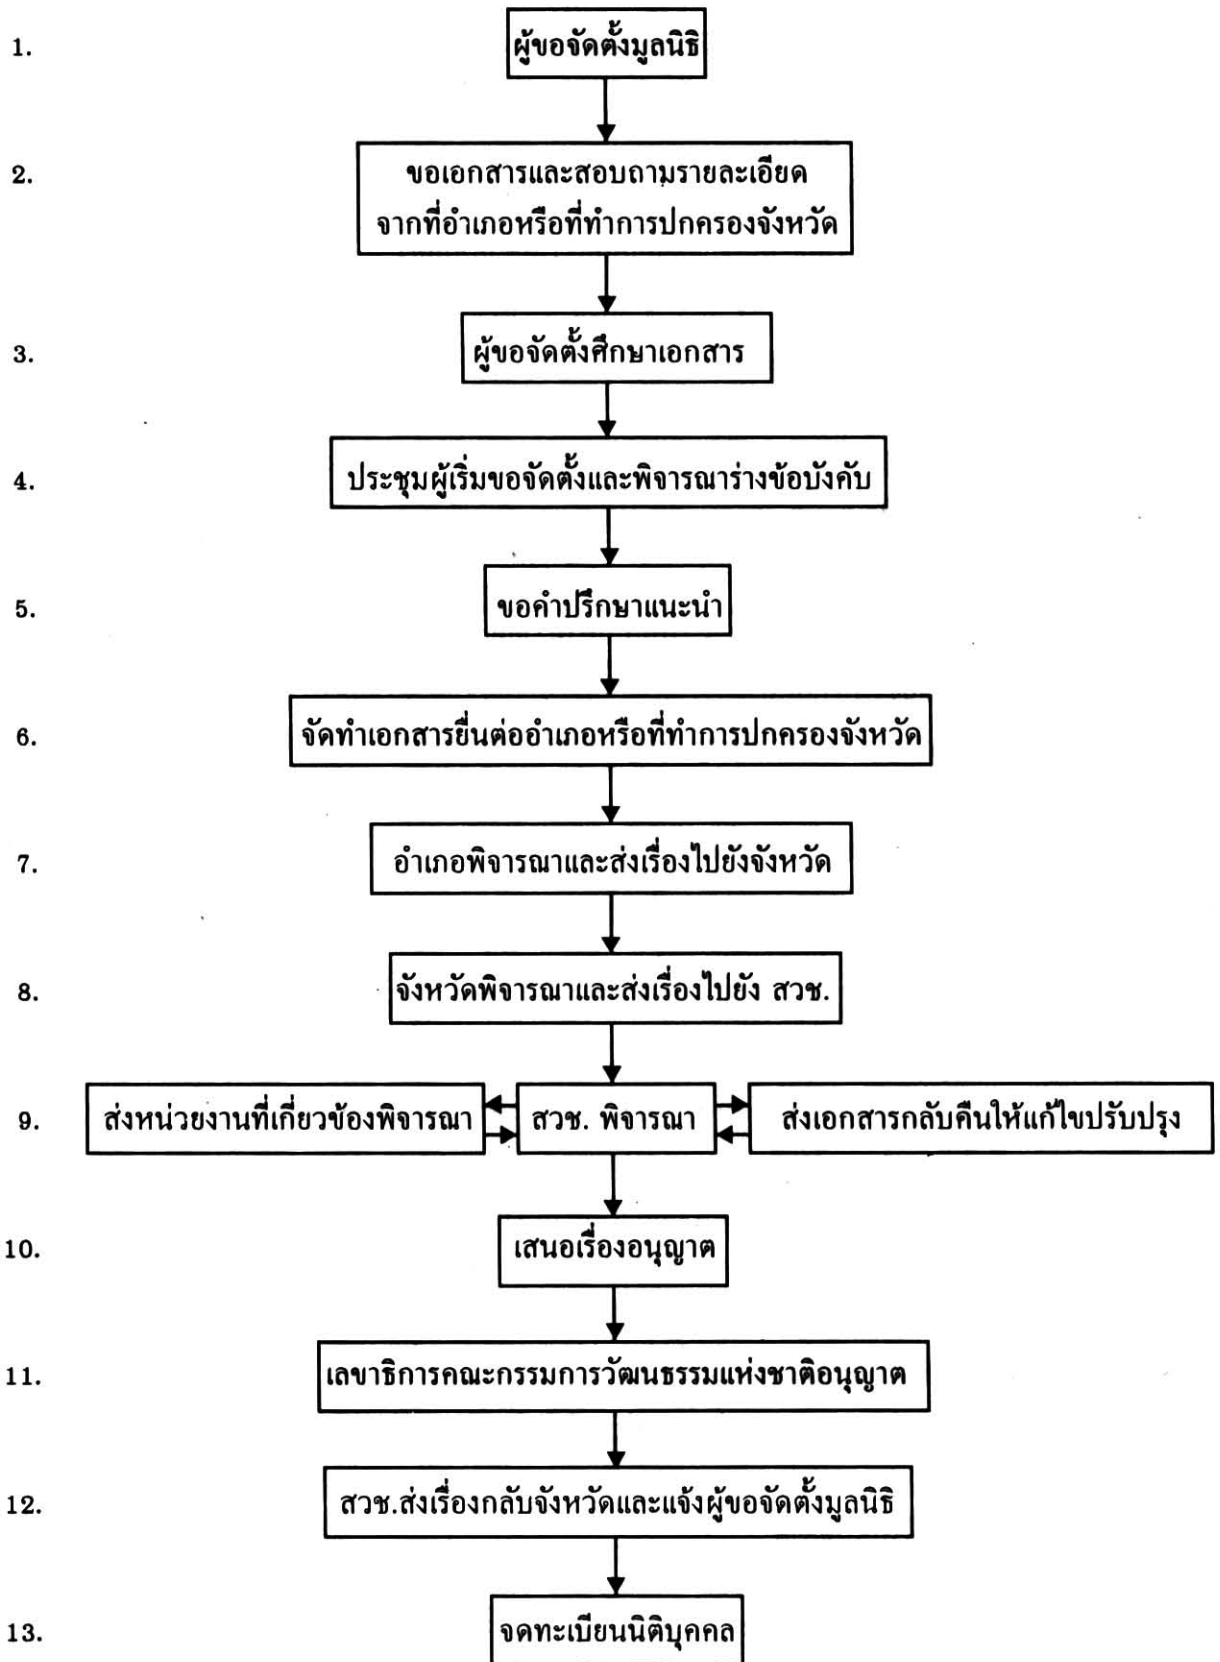 1. ผู้ขอจัดตั้งมูลนิธิ
2. ขอเอกสารและสอบถามรายละเอียด
จากที่อำเภอหรือที่ทำการปกครองจังหวัด
3. ผู้ขอจัดตั้งศึกษาเอกสาร
4. ประชุมผู้เริ่มขอจัดตั้งและพิจารณาร่างข้อบังคับ
5. ขอคำปรึกษาแนะนำ
6. จัดทำเอกสารยื่นต่ออำเภอหรือที่ทำการปกครองจังหวัด
7. อำเภอพิจารณาและส่งเรื่องไปยังจังหวัด
8. จังหวัดพิจารณาและส่งเรื่องไปยัง สวช.
9. ส่งหน่วยงานที่เกี่ยวข้องพิจารณา สวช. พิจารณา ส่งเอกสารกลับคืนให้แก้ไขปรับปรุง
10. เสนอเรื่องอนุญาต
11. เลขาธิการคณะกรรมการวัฒนธรรมแห่งชาติอนุญาต
12. สวช.ส่งเรื่องกลับจังหวัดและแจ้งผู้ขอจัดตั้งมูลนิธิ
13. จดทะเบียนนิติบุคคล